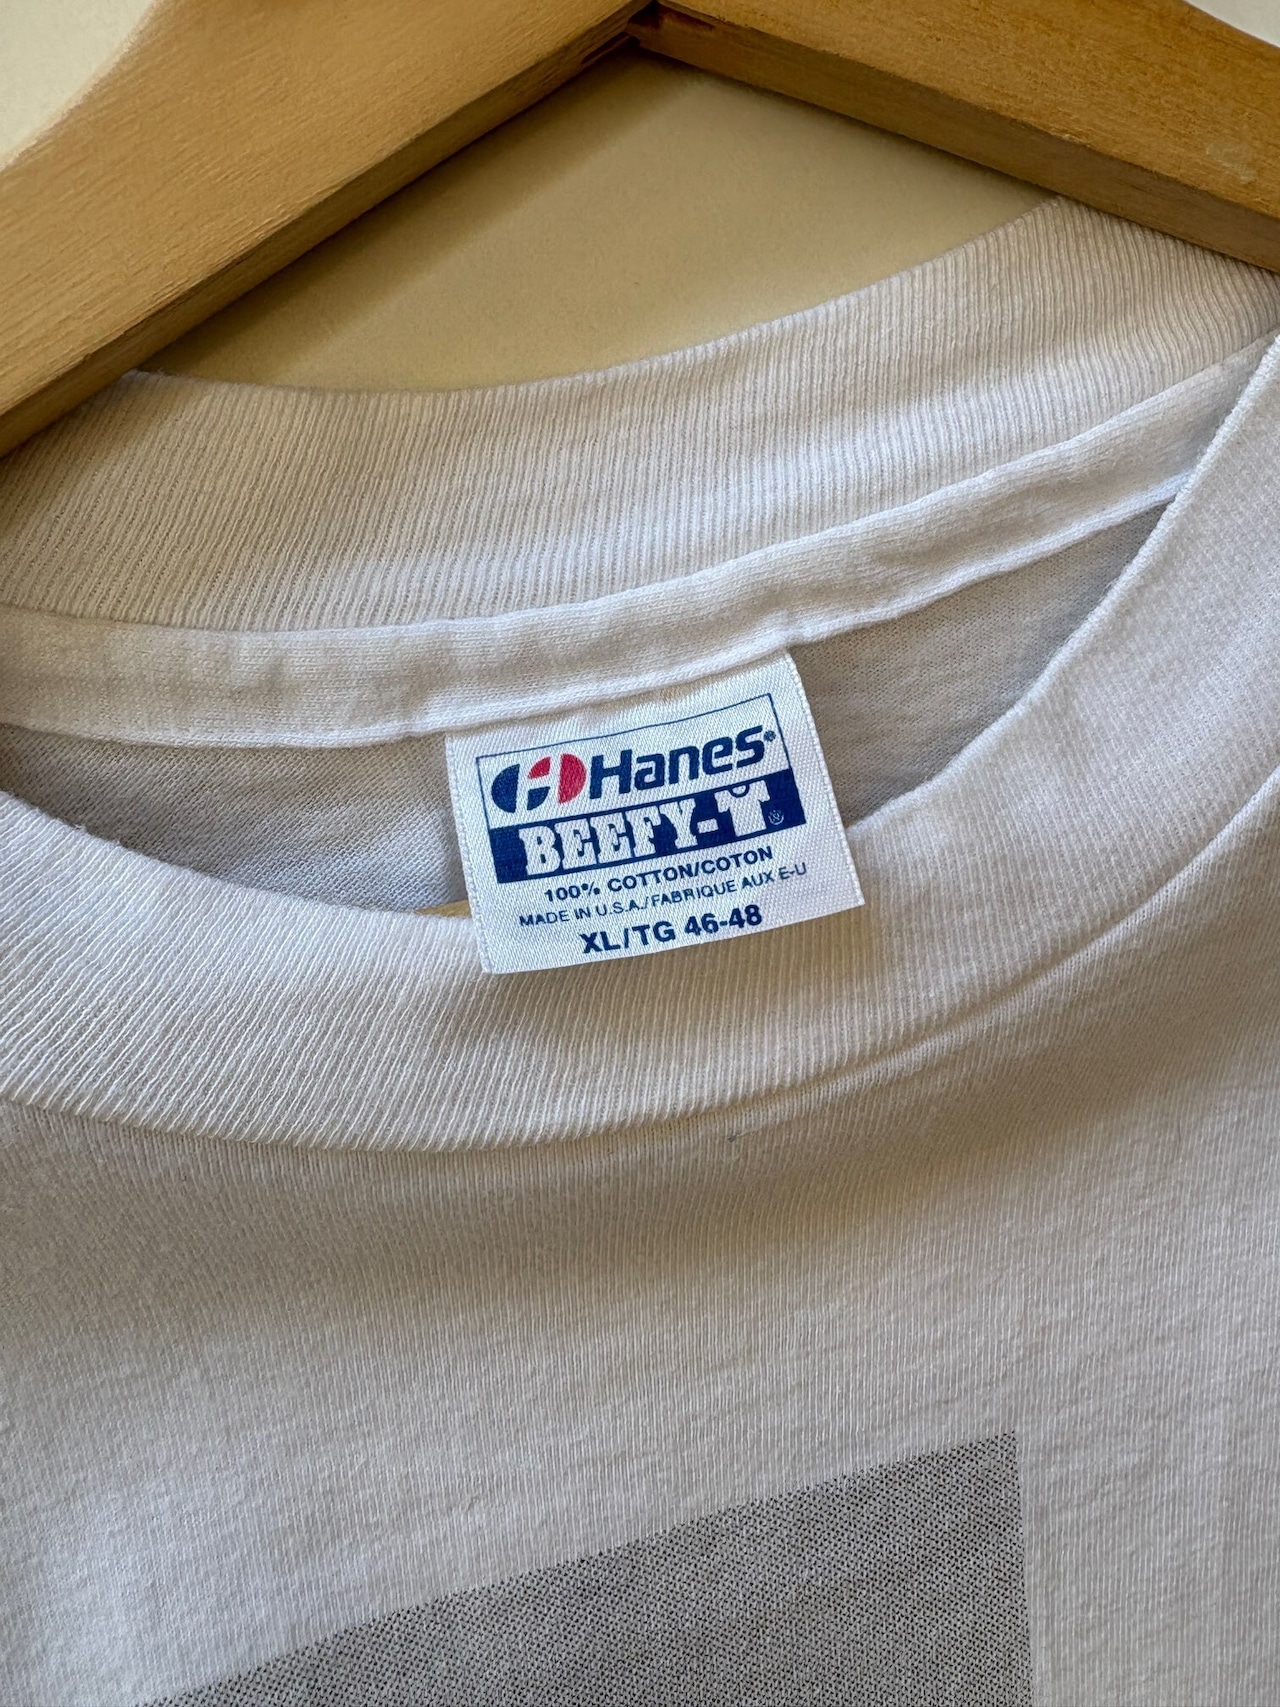 Hanes®
BEEFY-T®
100% COTTON/COTON
MADE IN U.S.A./FABRIQUE AUX E-U
XL/TG 46-48